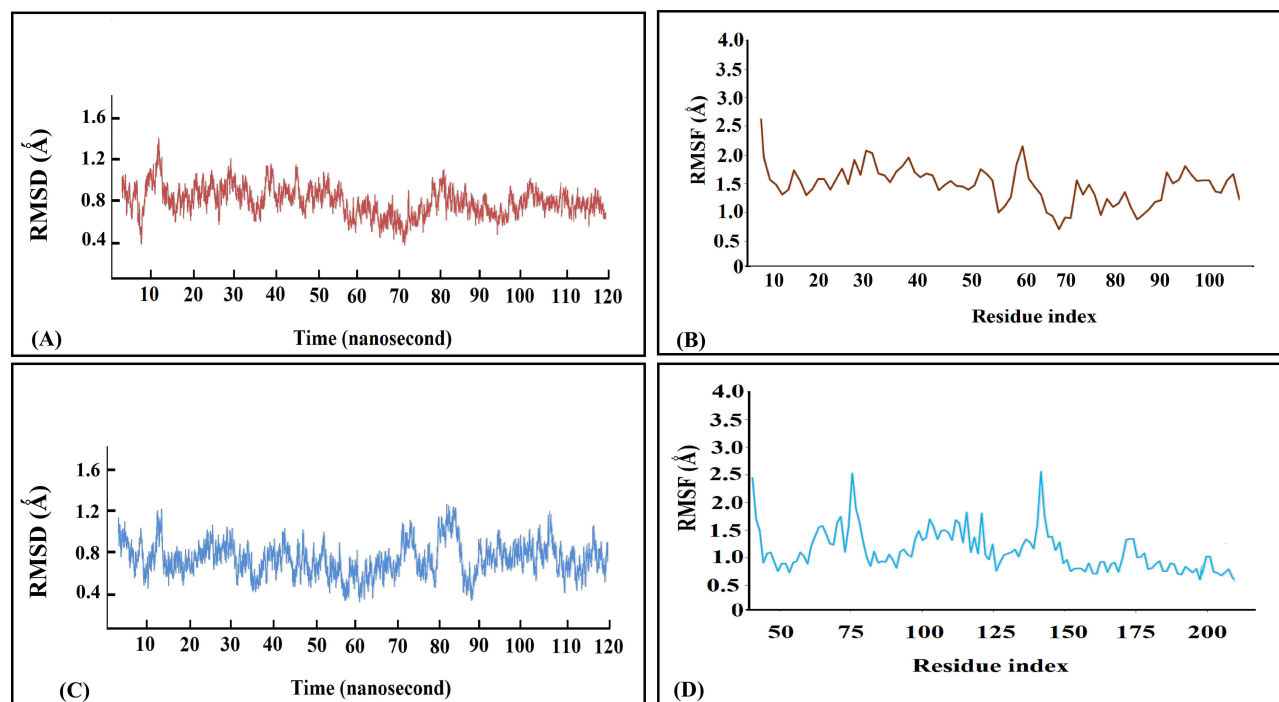 RMSD (Å)
1.6
1.2
0.8
0.4
10 20 30 40 50 60 70 80 90 100 110 120
Time (nanosecond)
(A)
RMSF (Å)
4.0
3.5
3.0
2.5
2.0
1.5
1.0
0.5
0
10 20 30 40 50 60 70 80 90 100
Residue index
(B)
RMSD (Å)
1.6
1.2
0.8
0.4
10 20 30 40 50 60 70 80 90 100 110 120
Time (nanosecond)
(C)
RMSF (Å)
4.0
3.5
3.0
2.5
2.0
1.5
1.0
0.5
0
50 75 100 125 150 175 200
Residue index
(D)